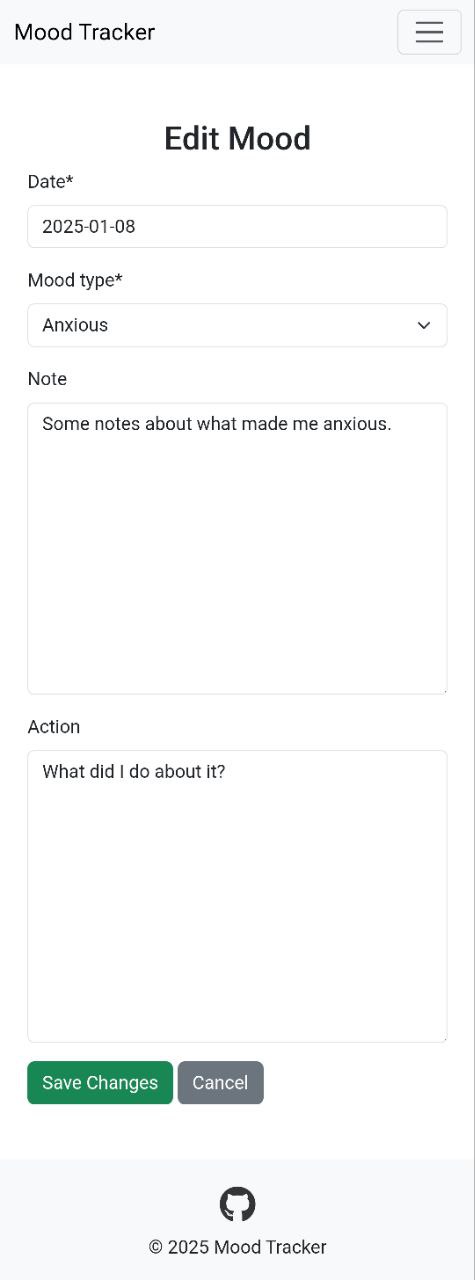 Mood Tracker
Edit Mood
Date*
2025-01-08
Mood type*
Anxious
Note
Some notes about what made me anxious.
Action
What did I do about it?
Save Changes Cancel
© 2025 Mood Tracker